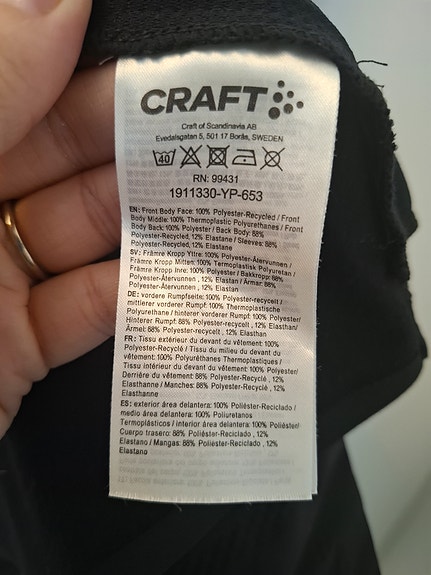 CRAFT
Craft of Scandinavia AB
Evedalsgatan 5, 501 17 Borås, SWEDEN
40
RN: 99431
1911330-YP-653
EN: Front Body Face: 100% Polyester-Recycled / Front
Body Middle: 100% Thermoplastic Polyurethanes / Front
Body Back: 100% Polyester / Back Body: 88%
Polyester-Recycled, 12% Elastane / Sleeves: 88%
Polyester-Recycled, 12% Elastane
SV: Främre Kropp Yttre: 100% Polyester-Återvunnen /
Främre Kropp Mitten: 100% Termoplastisk Polyuretan /
Främre Kropp Inre: 100% Polyester / Bakkropp: 88%
Polyester-Återvunnen , 12% Elastan / Ärmar: 88%
Polyester-Återvunnen , 12% Elastan
DE: vordere Rumpfseite: 100% Polyester-recycelt /
mittlerer vorderer Rumpf: 100% Thermoplastische
Polyurethane / hinterer vorderer Rumpf: 100% Polyester/
Hinterer Rumpf: 88% Polyester-recycelt , 12% Elasthan/
Ärmel: 88% Polyester-recycelt , 12% Elasthan
FR: Tissu extérieur du devant du vêtement: 100%
Polyester-Recyclé / Tissu du milieu du devant du
vêtement: 100% Polyuréthanes Thermoplastiques /
Tissu intérieur du devant du vêtement: 100% Polyester/
Derrière du vêtement: 88% Polyester-Recyclé , 12%
Elasthanne / Manches: 88% Polyester-Recyclé , 12%
Elasthanne
ES: exterior área delantera: 100% Poliéster-Reciclado /
medio área delantera: 100% Poliuretanos
Termoplásticos / interior área delantera: 100% Poliéster/
Cuerpo trasero: 88% Poliéster-Reciclado , 12%
Elastano / Mangas: 88% Poliéster-Reciclado , 12%
Elastano